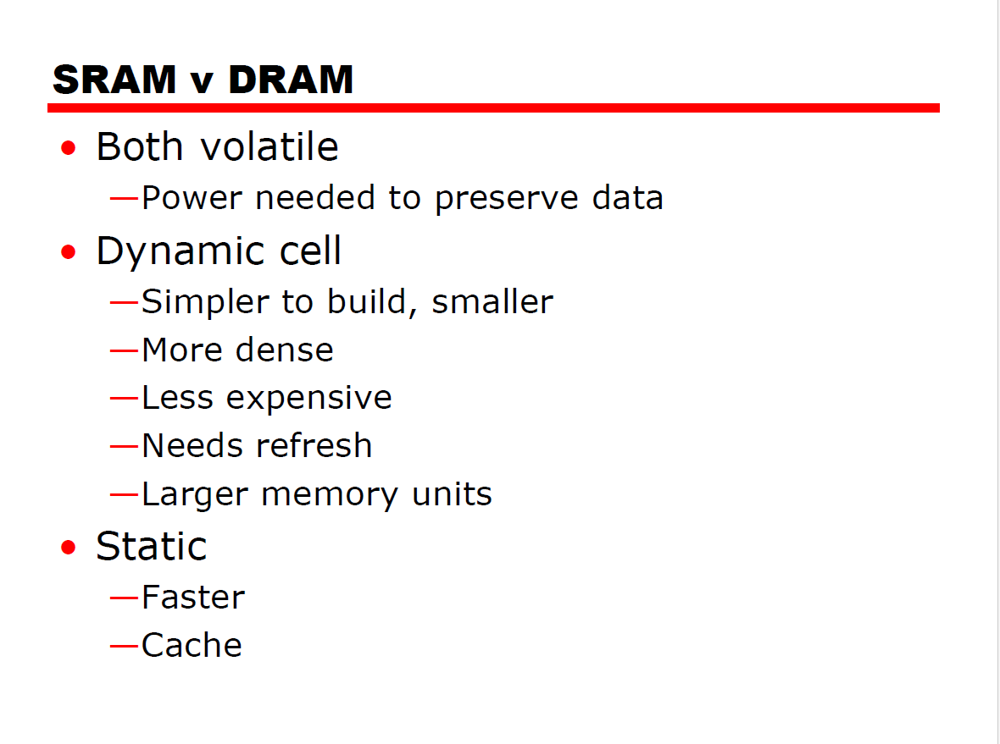 SRAM v DRAM
• Both volatile
—Power needed to preserve data
• Dynamic cell
—Simpler to build, smaller
—More dense
—Less expensive
—Needs refresh
—Larger memory units
• Static
—Faster
—Cache